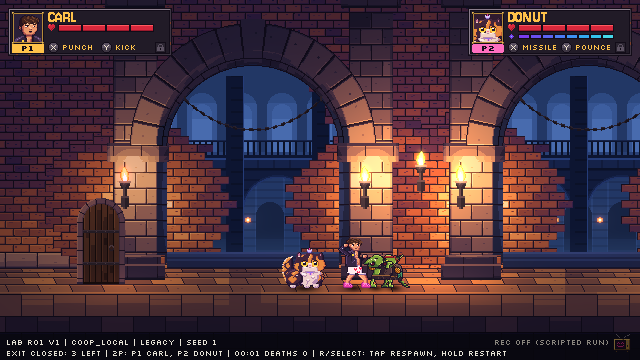 CARL
P1
X PUNCH Y KICK
DONUT
P2
X MISSILE Y POUNCE
LAB R01 V1 | COOP_LOCAL | LEGACY | SEED 1
REC OFF (SCRIPTED RUN)
EXIT CLOSED: 3 LEFT | 2P: P1 CARL, P2 DONUT | 00:01 DEATHS 0 | R/SELECT: TAP RESPAWN, HOLD RESTART